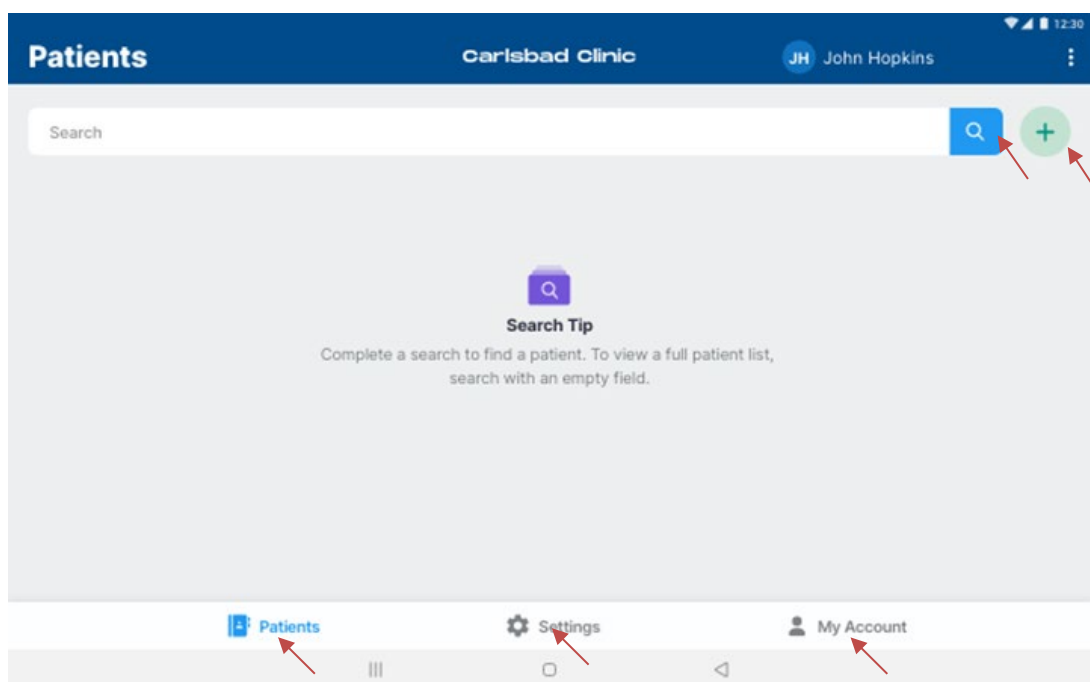 12:30
Patients
Carlsbad Clinic
JH John Hopkins
Search
Search Tip
Complete a search to find a patient. To view a full patient list,
search with an empty field.
Patients
Settings
My Account